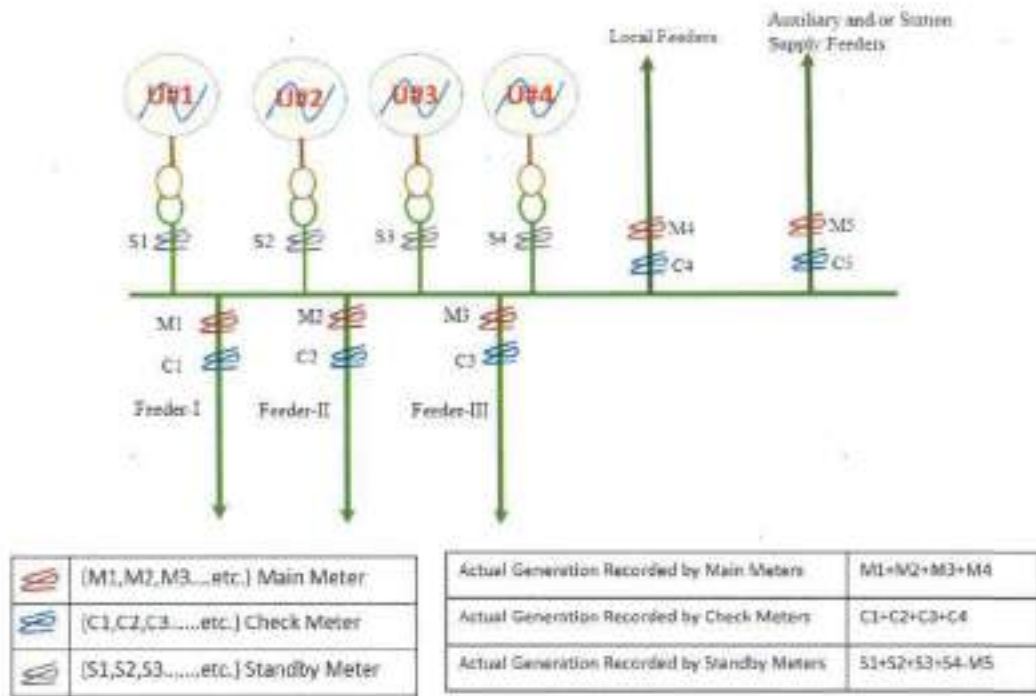 Local Feeders
Auxiliary and or Station
Supply Feeders
U#1
U#2
U#3
U#4
S1
S2
S3
S4
M4
C4
M5
C5
M1
C1
Feeder-I
M2
C2
Feeder-II
M3
C3
Feeder-III
(M1,M2,M3....etc.) Main Meter
(C1,C2,C3......etc.) Check Meter
(S1,S2,S3.......etc.) Standby Meter
Actual Generation Recorded by Main Meters M1+M2+M3+M4
Actual Generation Recorded by Check Meters C1+C2+C3+C4
Actual Generation Recorded by Standby Meters S1+S2+S3+S4-M5